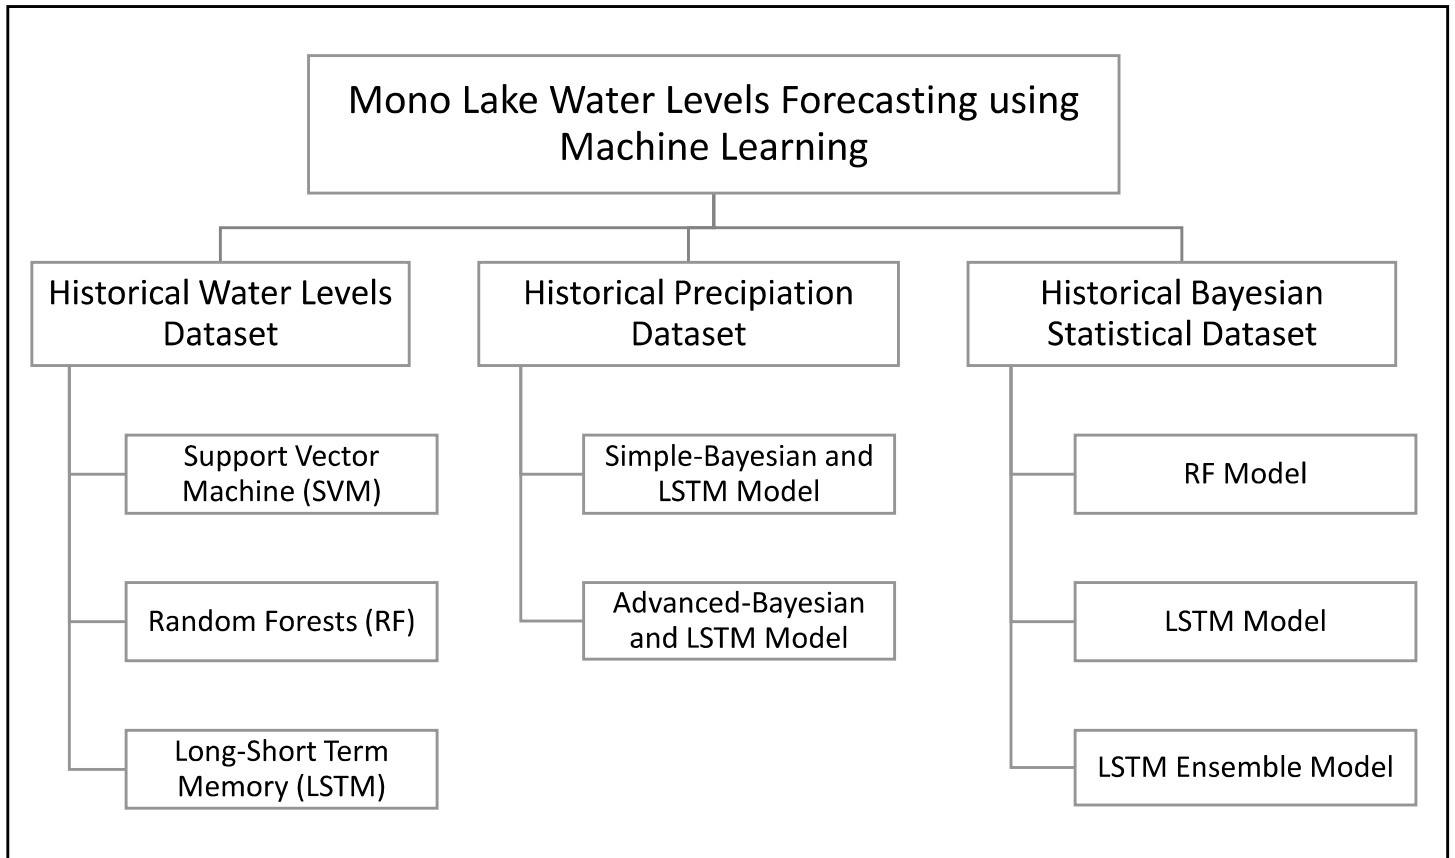 Mono Lake Water Levels Forecasting using
Machine Learning
Historical Water Levels
Dataset
Support Vector
Machine (SVM)
Random Forests (RF)
Long-Short Term
Memory (LSTM)
Historical Precipiation
Dataset
Simple-Bayesian and
LSTM Model
Advanced-Bayesian
and LSTM Model
Historical Bayesian
Statistical Dataset
RF Model
LSTM Model
LSTM Ensemble Model